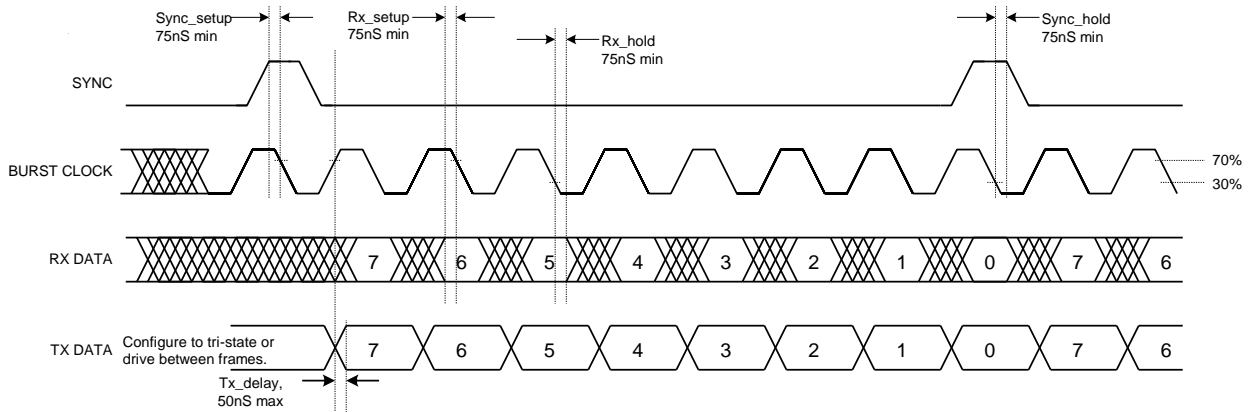 Sync_setup
75nS min
Rx_setup
75nS min
Rx_hold
75nS min
Sync_hold
75nS min
SYNC
BURST CLOCK
70%
30%
RX DATA
7 6 5 4 3 2 1 0 7 6
TX DATA
Configure to tri-state or
drive between frames.
7 6 5 4 3 2 1 0 7 6
Tx_delay,
50nS max